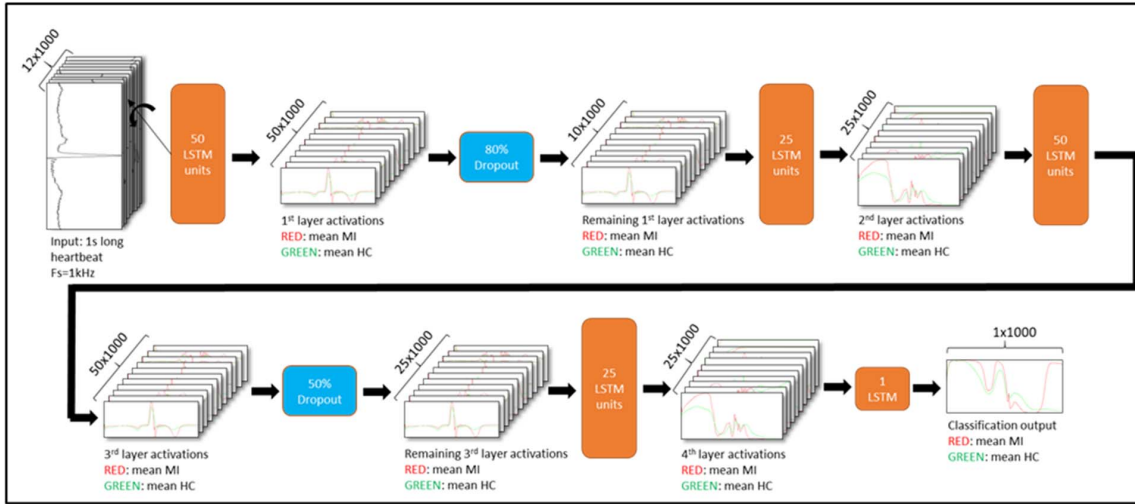 12x1000
50
LSTM
units
Input: 1s long
heartbeat
Fs=1kHz
50x1000
1st layer activations
RED: mean MI
GREEN: mean HC
80%
Dropout
10x1000
Remaining 1st layer activations
RED: mean MI
GREEN: mean HC
25
LSTM
units
25x1000
2nd layer activations
RED: mean MI
GREEN: mean HC
50
LSTM
units
50x1000
3rd layer activations
RED: mean MI
GREEN: mean HC
50%
Dropout
25x1000
Remaining 3rd layer activations
RED: mean MI
GREEN: mean HC
25
LSTM
units
25x1000
4th layer activations
RED: mean MI
GREEN: mean HC
1
LSTM
1x1000
Classification output
RED: mean MI
GREEN: mean HC